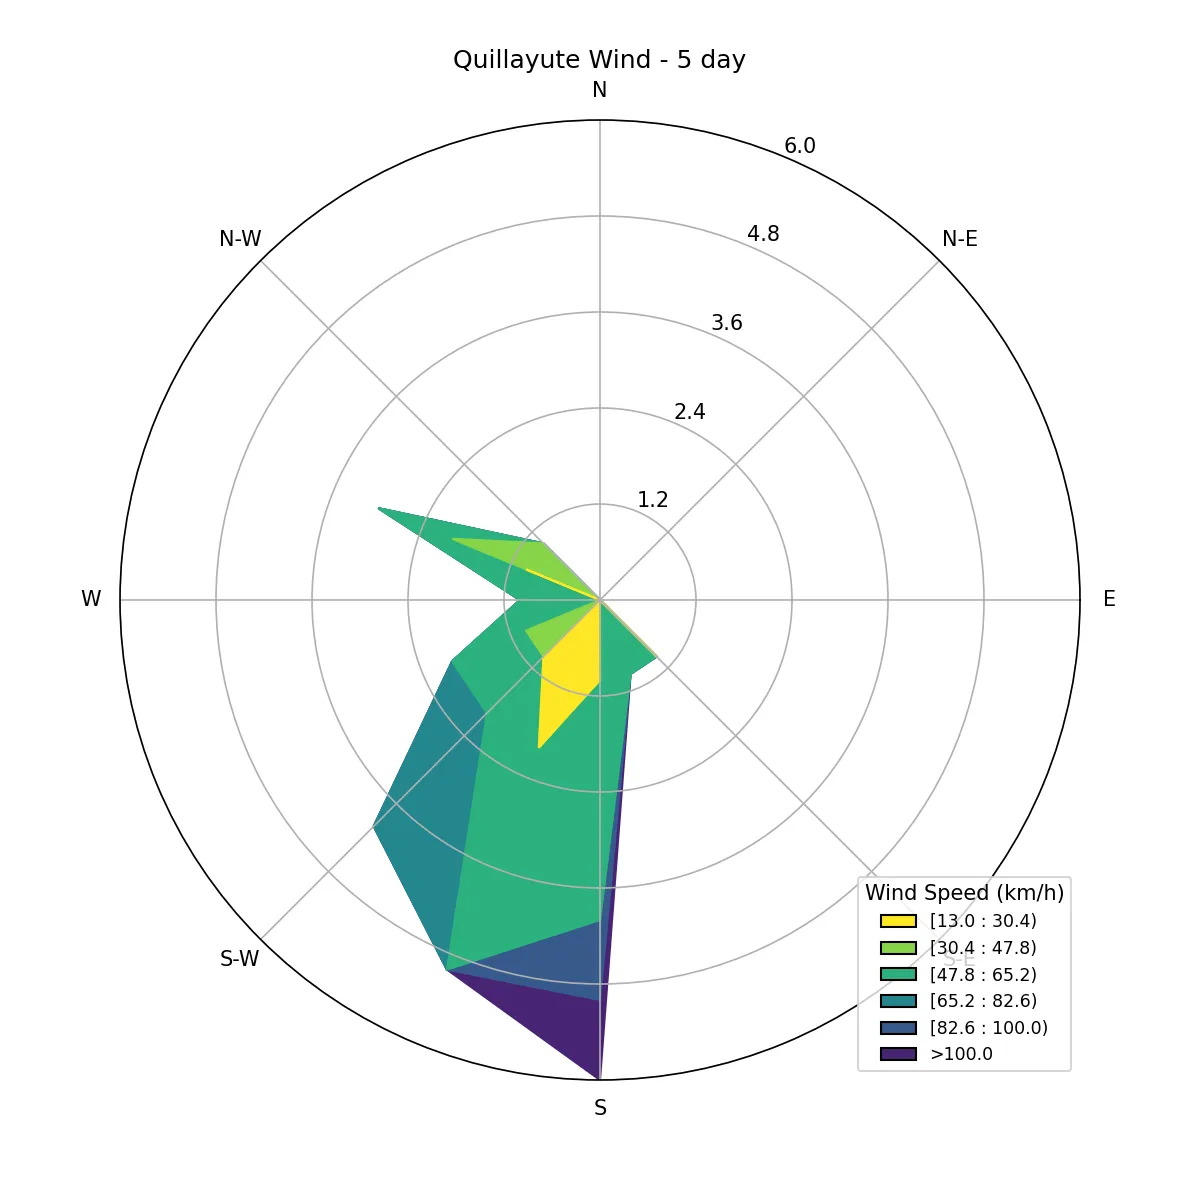 Quillayute Wind - 5 day
N
6.0
N-W
4.8
N-E
3.6
2.4
1.2
W
E
Wind Speed (km/h)
[13.0 : 30.4)
[30.4 : 47.8)
S-W
S-E
[47.8 : 65.2)
[65.2 : 82.6)
[82.6 : 100.0)
>100.0
S